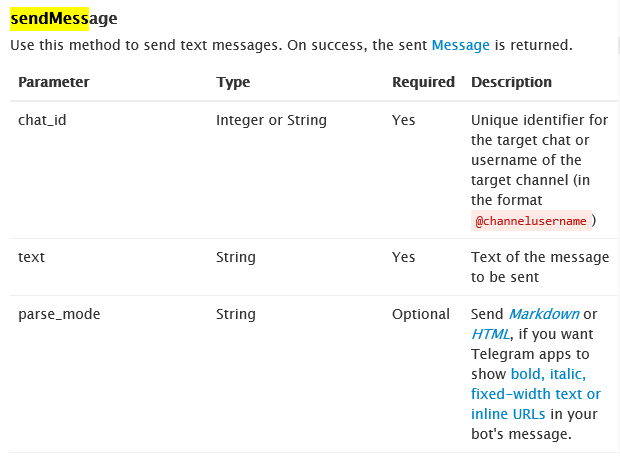 sendMessage
Use this method to send text messages. On success, the sent Message is returned.
Parameter Type Required Description
chat_id Integer or String Yes Unique identifier for
the target chat or
username of the
target channel (in
the format
@channelusername)
text String Yes Text of the message
to be sent
parse_mode String Optional Send Markdown or
HTML, if you want
Telegram apps to
show bold, italic,
fixed-width text or
inline URLs in your
bot's message.